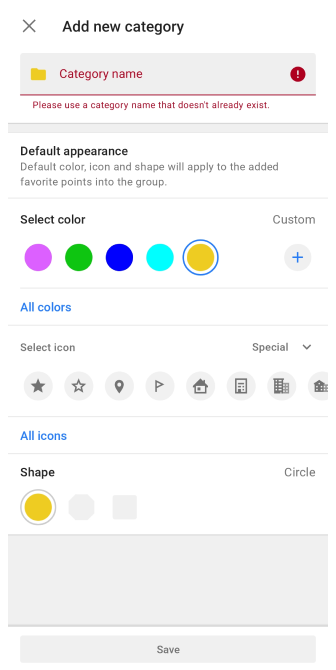 Add new category
Category name
Please use a category name that doesn't already exist.
Default appearance
Default color, icon and shape will apply to the added
favorite points into the group.
Select color Custom
All colors
Select icon Special
All icons
Shape Circle
Save